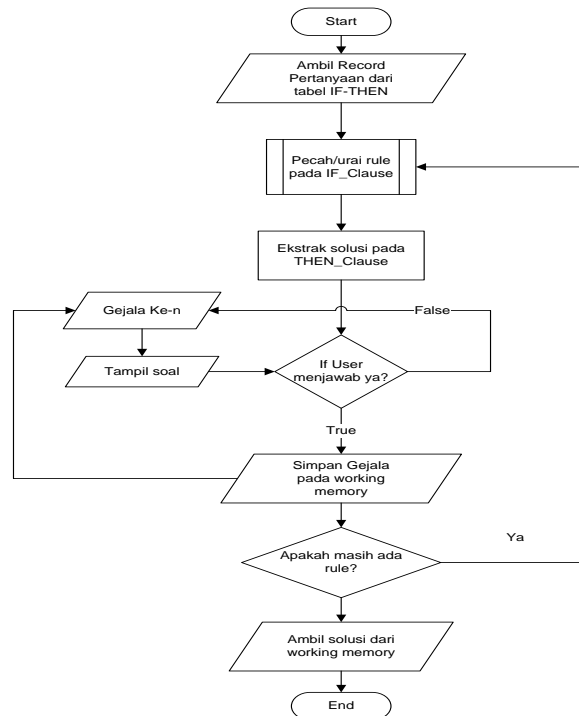 Start
Ambil Record
Pertanyaan dari
tabel IF-THEN
Pecah/urai rule
pada IF_Clause
Ekstrak solusi pada
THEN_Clause
Gejala Ke-n
False
Tampil soal
If User
menjawab ya?
True
Simpan Gejala
pada working
memory
Apakah masih ada
rule?
Ya
Ambil solusi dari
working memory
End